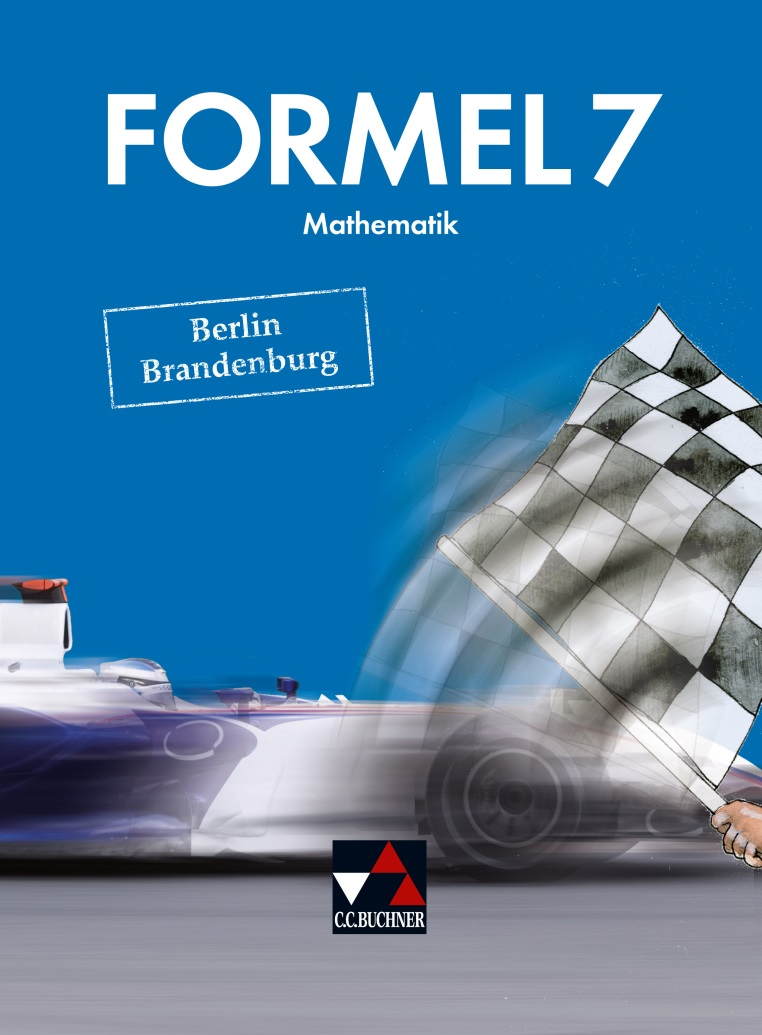 FORMEL 7
Mathematik
Berlin
Brandenburg
C.C.BUCHNER